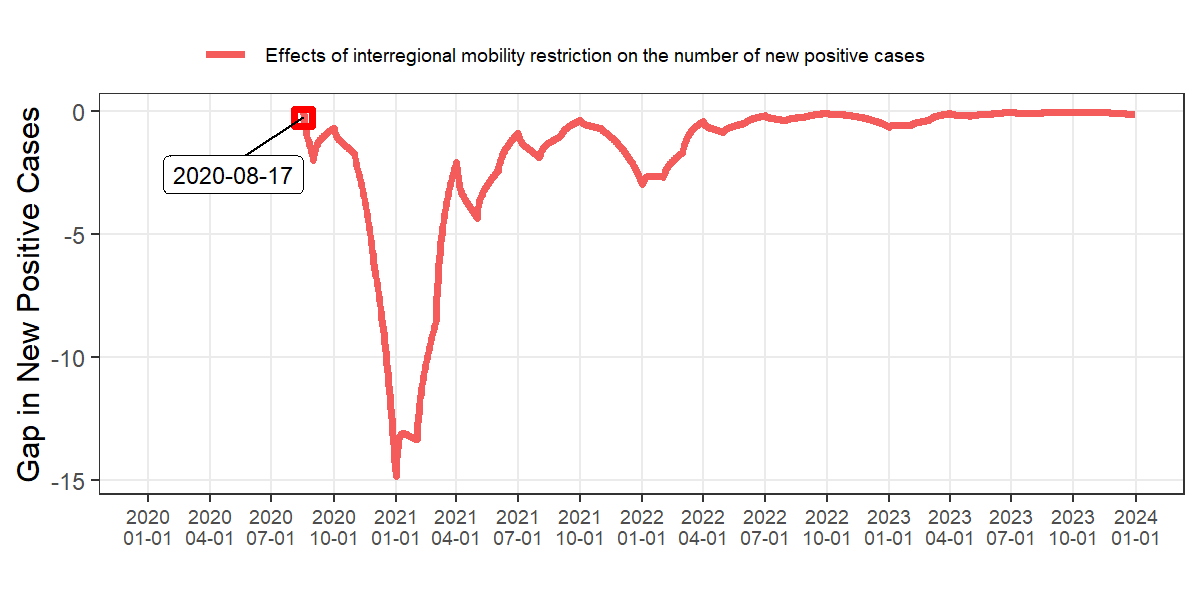 Effects of interregional mobility restriction on the number of new positive cases
Gap in New Positive Cases
0
-5
-10
-15
2020-08-17
2020 2020 2020 2020 2021 2021 2021 2021 2022 2022 2022 2022 2023 2023 2023 2023 2024
01-01 04-01 07-01 10-01 01-01 04-01 07-01 10-01 01-01 04-01 07-01 10-01 01-01 04-01 07-01 10-01 01-01